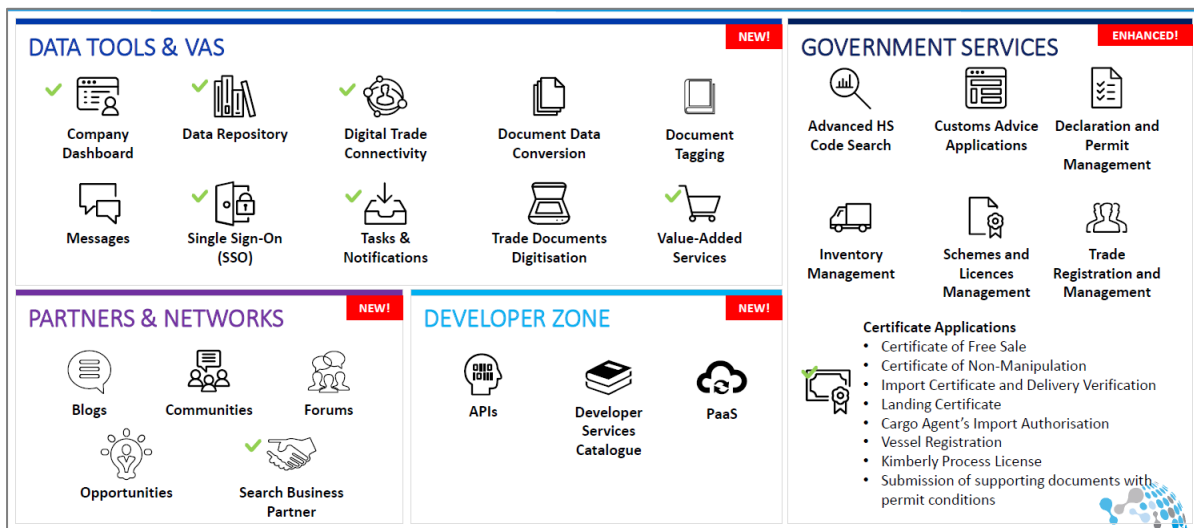 DATA TOOLS & VAS
NEW!
Company
Dashboard
Data Repository
Digital Trade
Connectivity
Document Data
Conversion
Document
Tagging
Messages
Single Sign-On
(SSO)
Tasks &
Notifications
Trade Documents
Digitisation
Value-Added
Services
GOVERNMENT SERVICES
ENHANCED!
Advanced HS
Code Search
Customs Advice
Applications
Declaration and
Permit
Management
Inventory
Management
Schemes and
Licences
Management
Trade
Registration and
Management
Certificate Applications
• Certificate of Free Sale
• Certificate of Non-Manipulation
• Import Certificate and Delivery Verification
• Landing Certificate
• Cargo Agent's Import Authorisation
• Vessel Registration
• Kimberly Process License
• Submission of supporting documents with
permit conditions
PARTNERS & NETWORKS
NEW!
Blogs
Communities
Forums
Opportunities
Search Business
Partner
DEVELOPER ZONE
NEW!
APIs
Developer
Services
Catalogue
PaaS